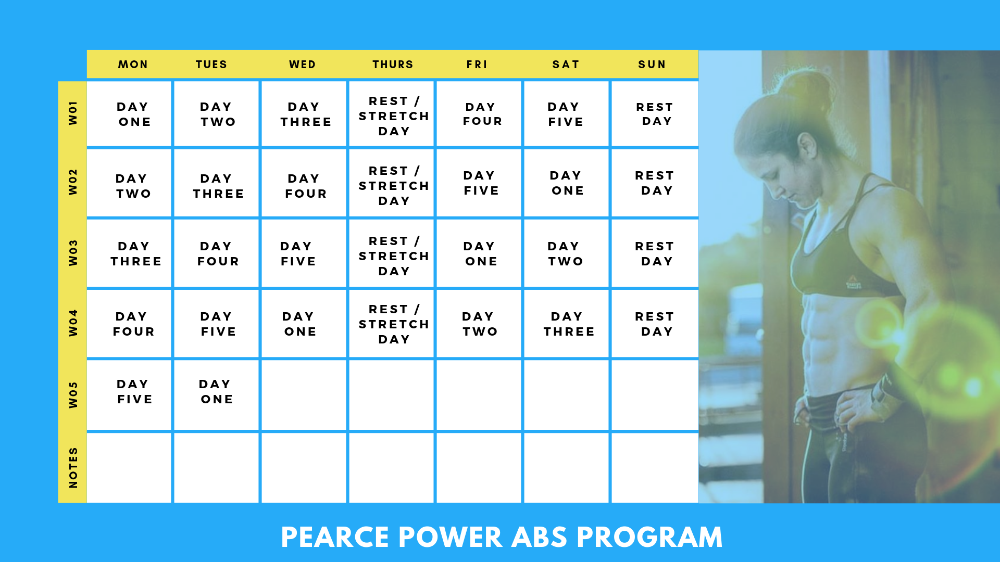 MON TUES WED THURS FRI SAT SUN
W01
DAY ONE
DAY TWO
DAY THREE
REST / STRETCH DAY
DAY FOUR
DAY FIVE
REST DAY
W02
DAY TWO
DAY THREE
DAY FOUR
REST / STRETCH DAY
DAY FIVE
DAY ONE
REST DAY
W03
DAY THREE
DAY FOUR
DAY FIVE
REST / STRETCH DAY
DAY ONE
DAY TWO
REST DAY
W04
DAY FOUR
DAY FIVE
DAY ONE
REST / STRETCH DAY
DAY TWO
DAY THREE
REST DAY
W05
DAY FIVE
DAY ONE
NOTES
PEARCE POWER ABS PROGRAM